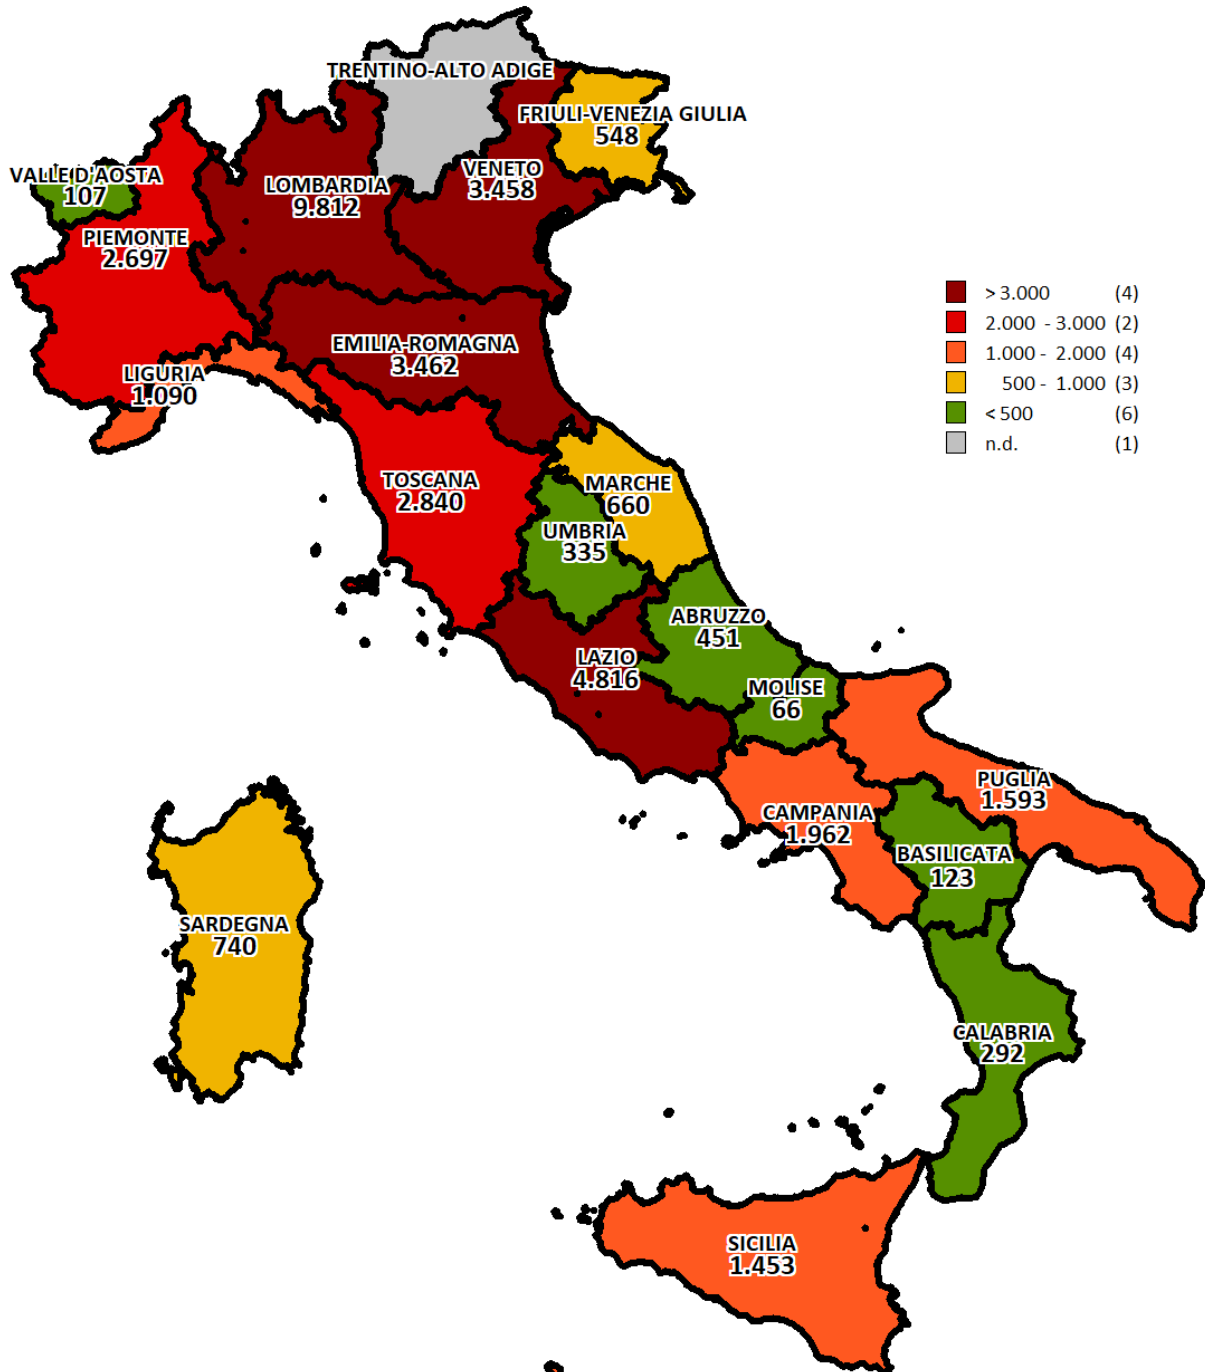 TRENTINO-ALTO ADIGE
FRIULI-VENEZIA GIULIA
548
VALLE D'AOSTA
107
LOMBARDIA
9.812
VENETO
3.458
PIEMONTE
2.697
> 3.000 (4)
2.000 - 3.000 (2)
1.000 - 2.000 (4)
500 - 1.000 (3)
< 500 (6)
n.d. (1)
EMILIA-ROMAGNA
3.462
LIGURIA
1.090
TOSCANA
2.840
MARCHE
660
UMBRIA
335
ABRUZZO
451
LAZIO
4.816
MOLISE
66
PUGLIA
1.593
CAMPANIA
1.962
BASILICATA
123
SARDEGNA
740
CALABRIA
292
SICILIA
1.453